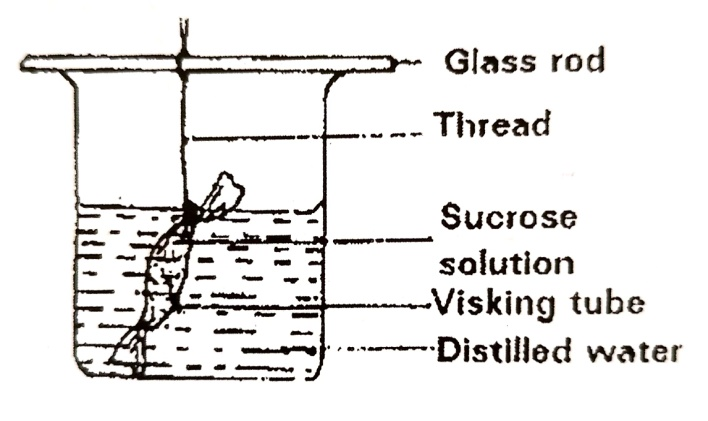 Glass rod
Thread
Sucrose
solution
Visking tube
Distilled water